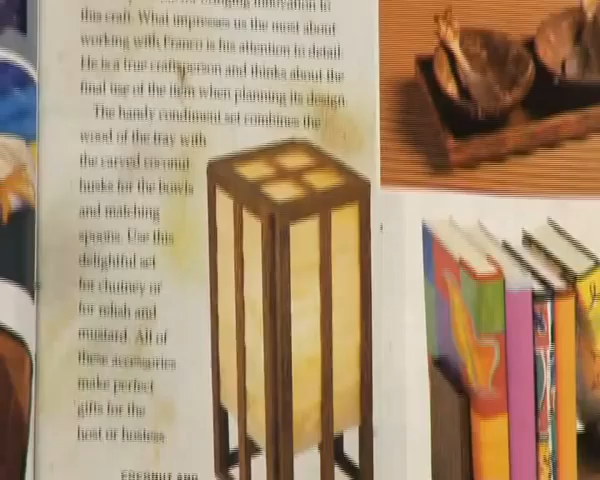 bringing innovation to
this craft. What impresses us the most about
working with Franco is his attention to detail.
He is a true craftsperson and thinks about the
final use of the item when planning its design.
The handy condiment set combines the
wood of the tray with
the carved coconut
husks for the bowls
and matching
spoons. Use this
delightful set
for chutney or
for relish and
mustard. All of
these accessories
make perfect
gifts for the
host or hostess